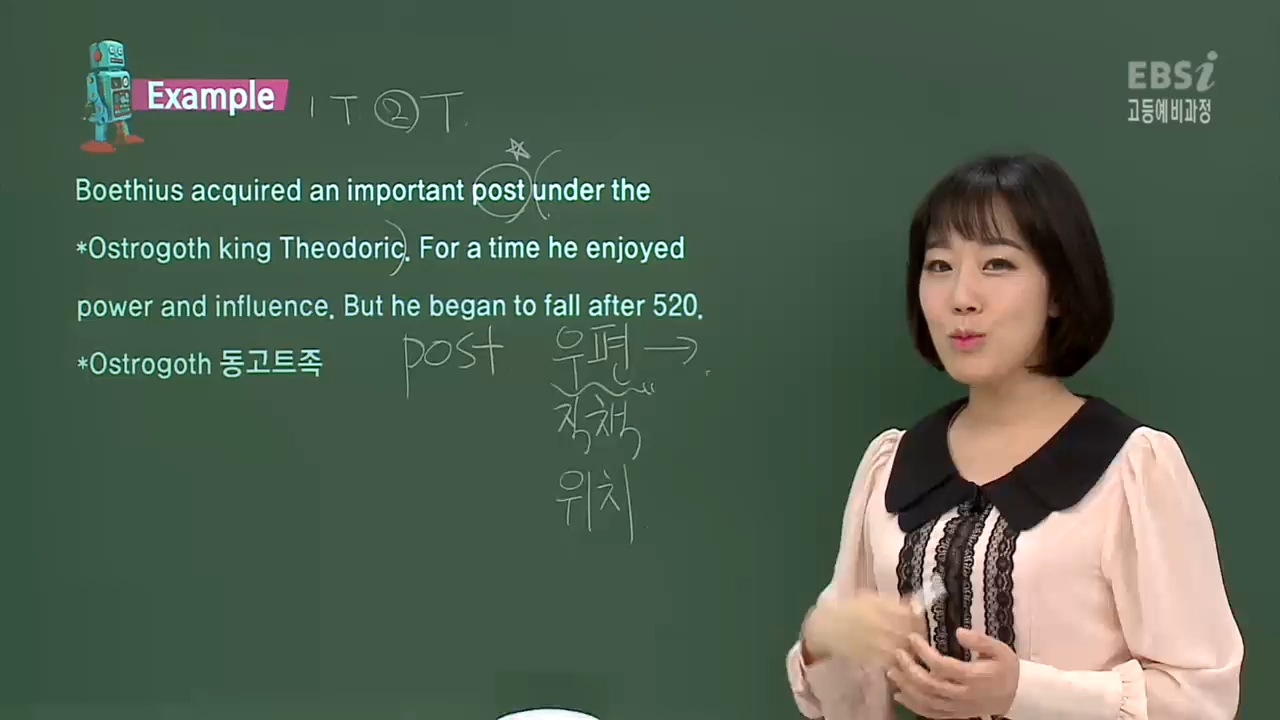 EBSi
고등예비과정
Example
1 T ② T.
Boethius acquired an important post under the
*Ostrogoth king Theodoric. For a time he enjoyed
power and influence. But he began to fall after 520.
*Ostrogoth 동고트족
post 우편 →
직책
위치